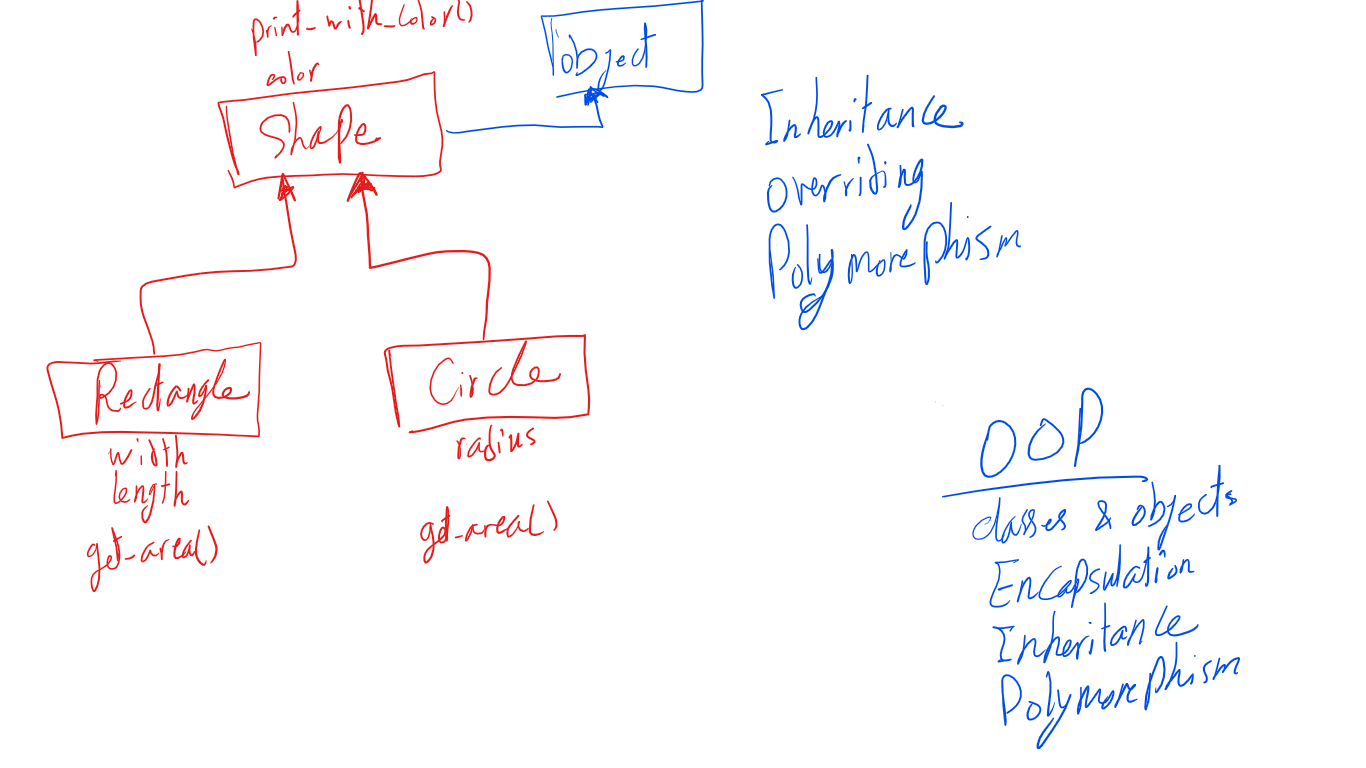 print_with_color()
color
Shape
object
Rectangle
width
length
get_area()
Circle
radius
get_area()
Inheritance
overriding
Polymorephism
OOP
classes & objects
Encapsulation
Inheritance
Polymorephism